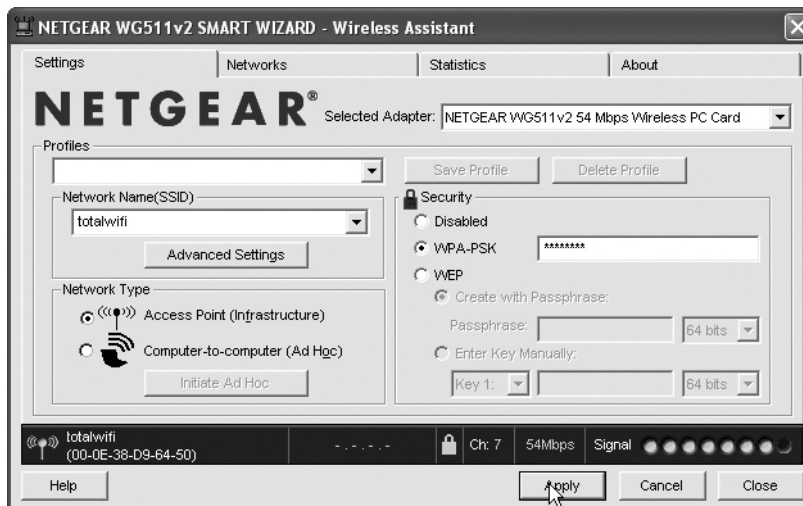 NETGEAR WG511v2 SMART WIZARD - Wireless Assistant
Settings Networks Statistics About
NETGEAR® Selected Adapter: NETGEAR WG511v2 54 Mbps Wireless PC Card
Profiles
Save Profile Delete Profile
Network Name(SSID)
totalwifi
Advanced Settings
Network Type
Access Point (Infrastructure)
Computer-to-computer (Ad Hoc)
Initiate Ad Hoc
Security
Disabled
WPA-PSK ********
WEP
Create with Passphrase:
Passphrase: 64 bits
Enter Key Manually:
Key 1: 64 bits
totalwifi
(00-0E-38-D9-64-50) -.-.-.- Ch: 7 54Mbps Signal
Help Apply Cancel Close